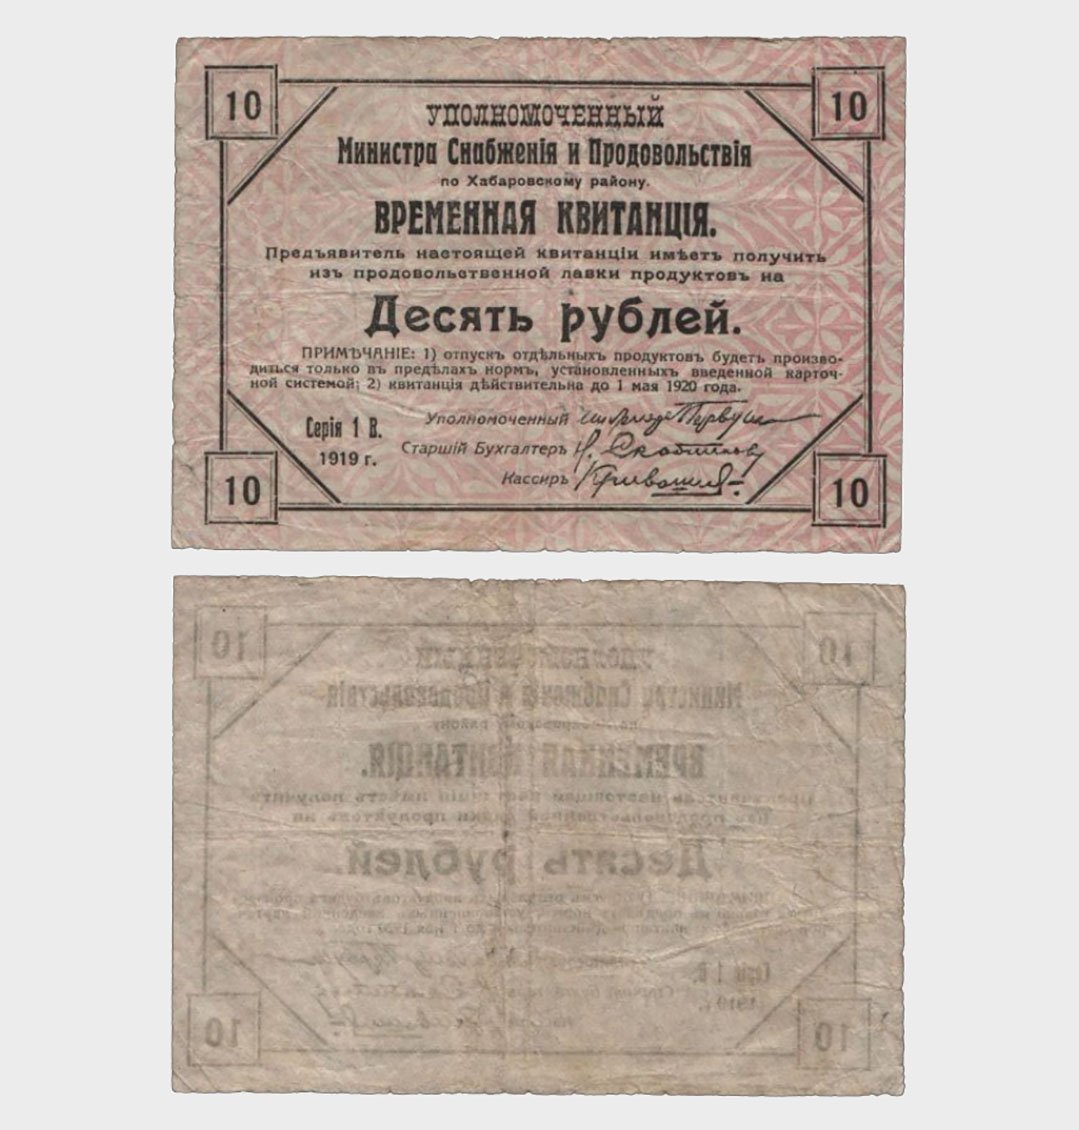 10
10
УПОЛНОМОЧЕННЫЙ
Министра Снабженія и Продовольствія
по Хабаровскому району.
ВРЕМЕННАЯ КВИТАНЦІЯ.
Предъявитель настоящей квитанціи имѣетъ получить
изъ продовольственной лавки продуктовъ на
Десять рублей.
ПРИМѢЧАНІЕ: 1) отпускъ отдѣльныхъ продуктовъ будетъ произво-
диться только въ предѣлахъ нормъ, установленныхъ введенной карточ-
ной системой; 2) квитанція дѣйствительна до 1 мая 1920 года.
Серія 1 В.
1919 г.
Уполномоченный
Старшій Бухгалтеръ
Кассиръ
10
10